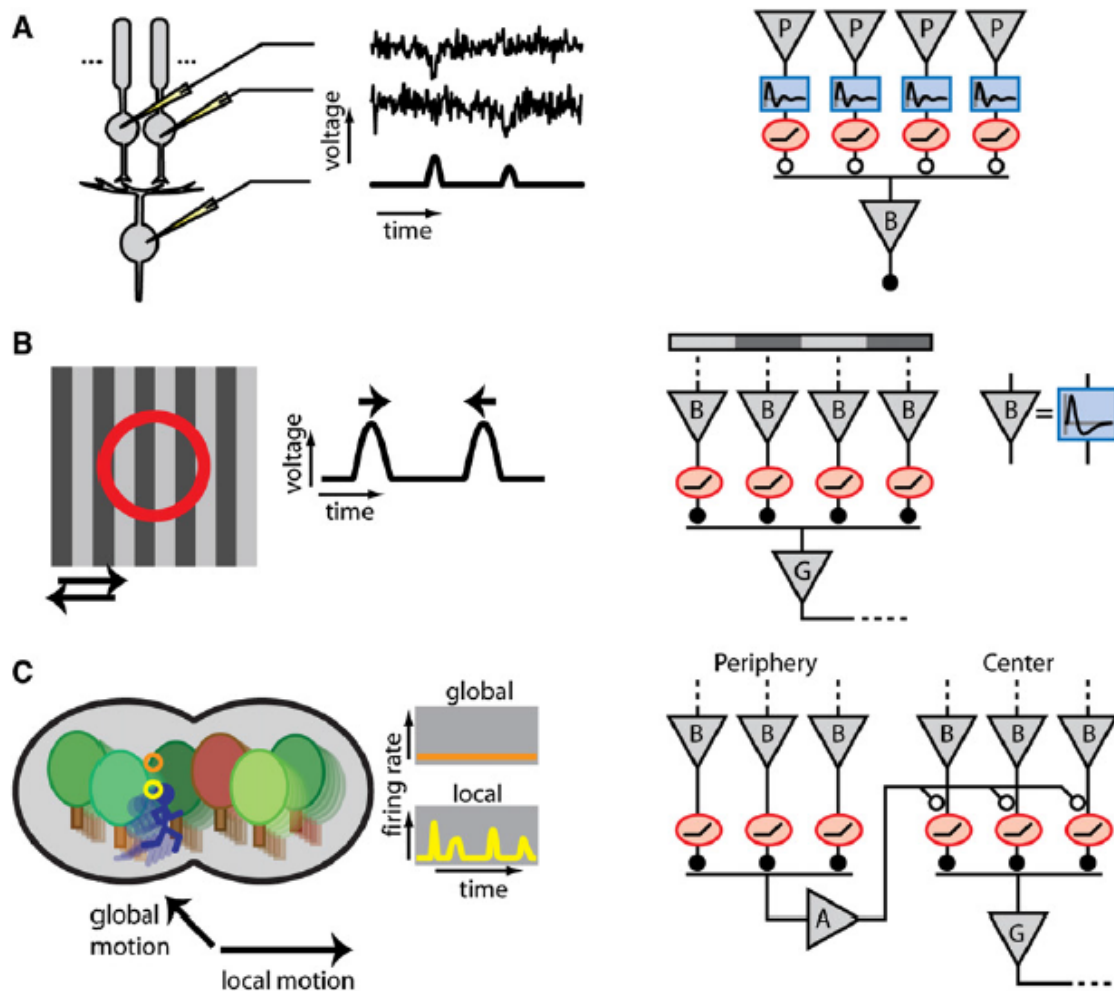 A
...
...
voltage
time
P P P P
B
B
voltage
time
B B B B
B =
G
....
C
global
firing rate
local
time
global
motion
local motion
Periphery Center
B B B B B B
A
G
....